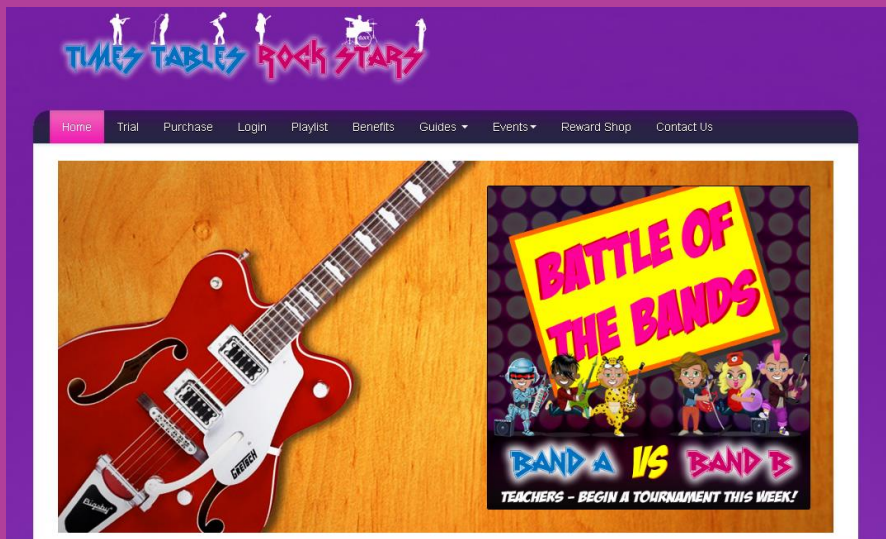 TIMES TABLES ROCK STARS
Home Trial Purchase Login Playlist Benefits Guides Events Reward Shop Contact Us
BATTLE OF
THE BANDS
GRETSCH
Bigsby
BAND A VS BAND B
TEACHERS - BEGIN A TOURNAMENT THIS WEEK!